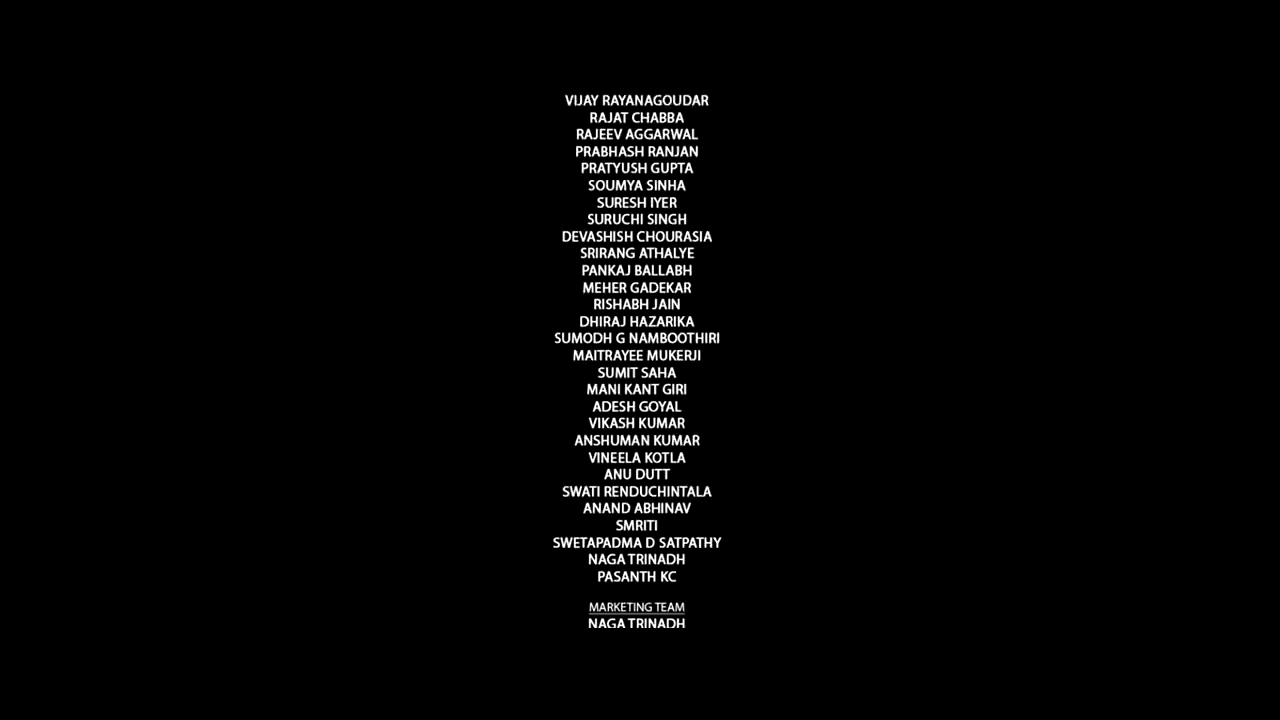 VIJAY RAYANAGOUDAR
RAJAT CHABBA
RAJEEV AGGARWAL
PRABHASH RANJAN
PRATYUSH GUPTA
SOUMYA SINHA
SURESH IYER
SURUCHI SINGH
DEVASHISH CHOURASIA
SRIRANG ATHALYE
PANKAJ BALLABH
MEHER GADEKAR
RISHABH JAIN
DHIRAJ HAZARIKA
SUMODH G NAMBOOTHIRI
MAITRAYEE MUKERJI
SUMIT SAHA
MANI KANT GIRI
ADESH GOYAL
VIKASH KUMAR
ANSHUMAN KUMAR
VINEELA KOTLA
ANU DUTT
SWATI RENDUCHINTALA
ANAND ABHINAV
SMRITI
SWETAPADMA D SATPATHY
NAGA TRINADH
PASANTH KC
MARKETING TEAM
NAGA TRINADH